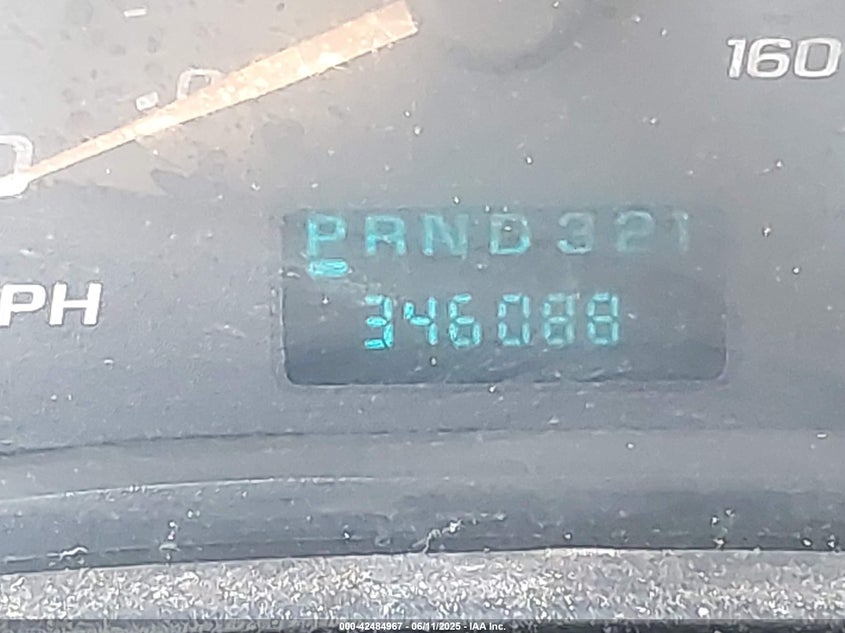 160
PRND321
346088
PH
000-42484967 - 06/11/2025 - IAA Inc.